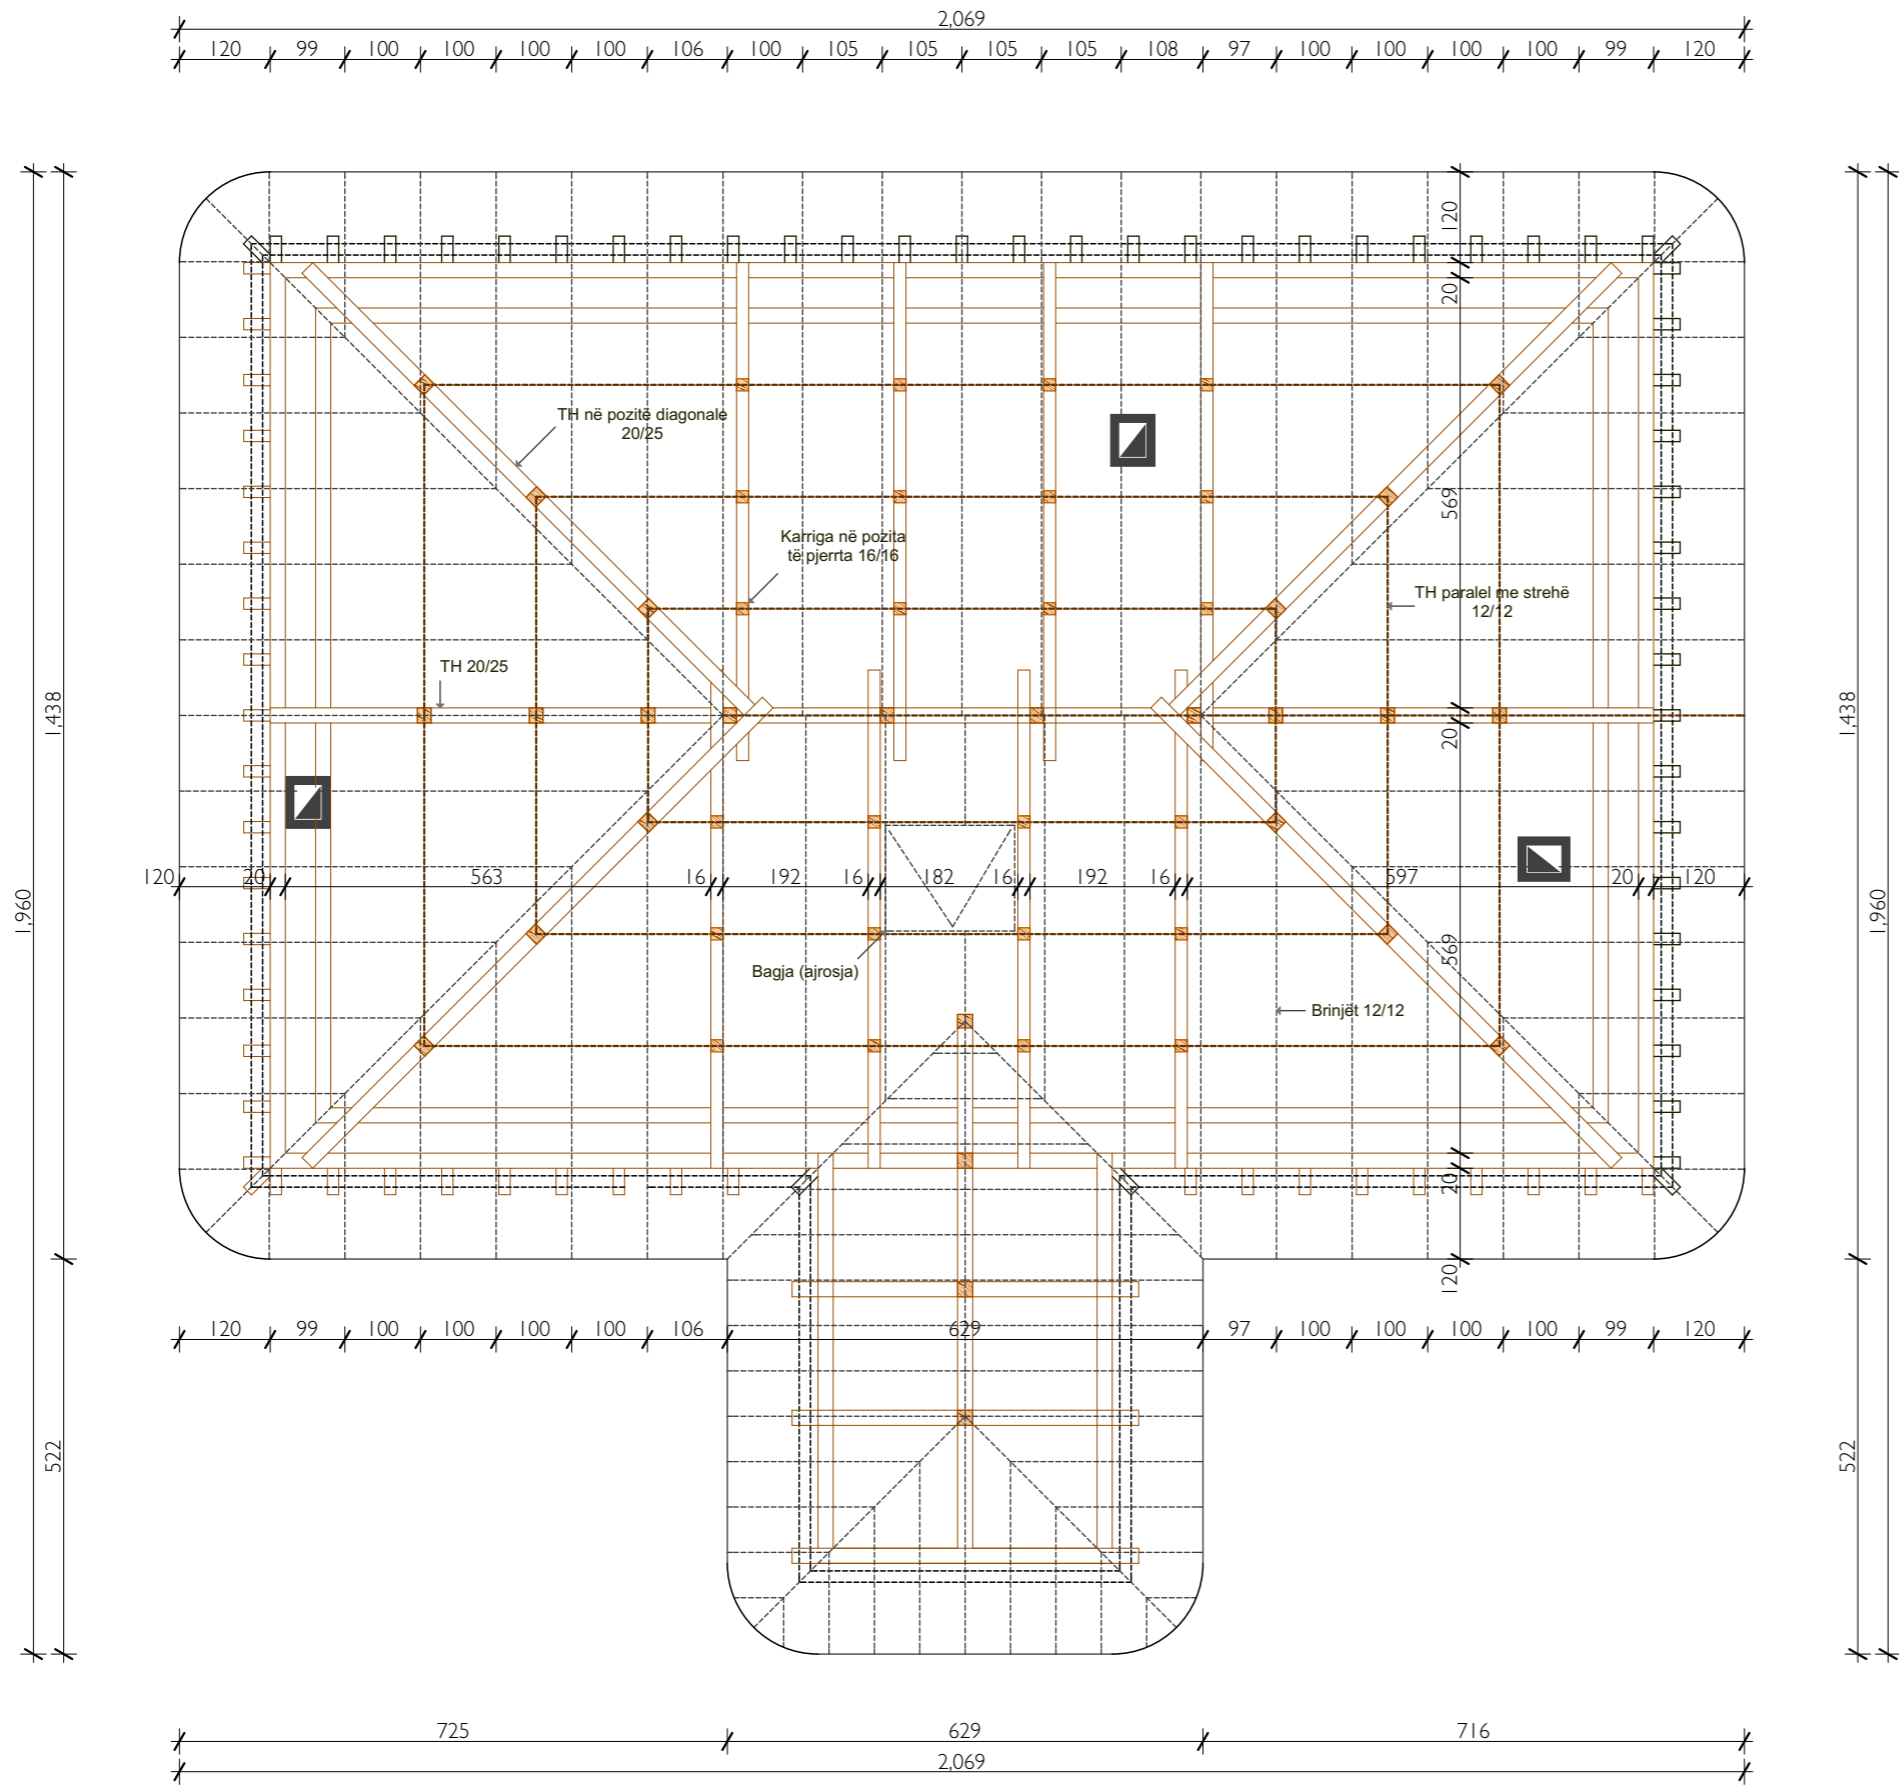 2,069
120 99 100 100 100 100 106 100 105 105 105 105 108 97 100 100 100 100 99 120
120
20
TH në pozitë diagonale
20/25
569
Karriga në pozita
të pjerrta 16/16
TH paralel me strehë
12/12
TH 20/25
1,438
20
1,438
120 20 563 16 192 16 182 16 192 16 597 20 120
1,960
1,960
569
Bagja (ajrosja)
Brinjët 12/12
20
120
120 99 100 100 100 100 106 629 97 100 100 100 100 99 120
522
522
725 629 716
2,069